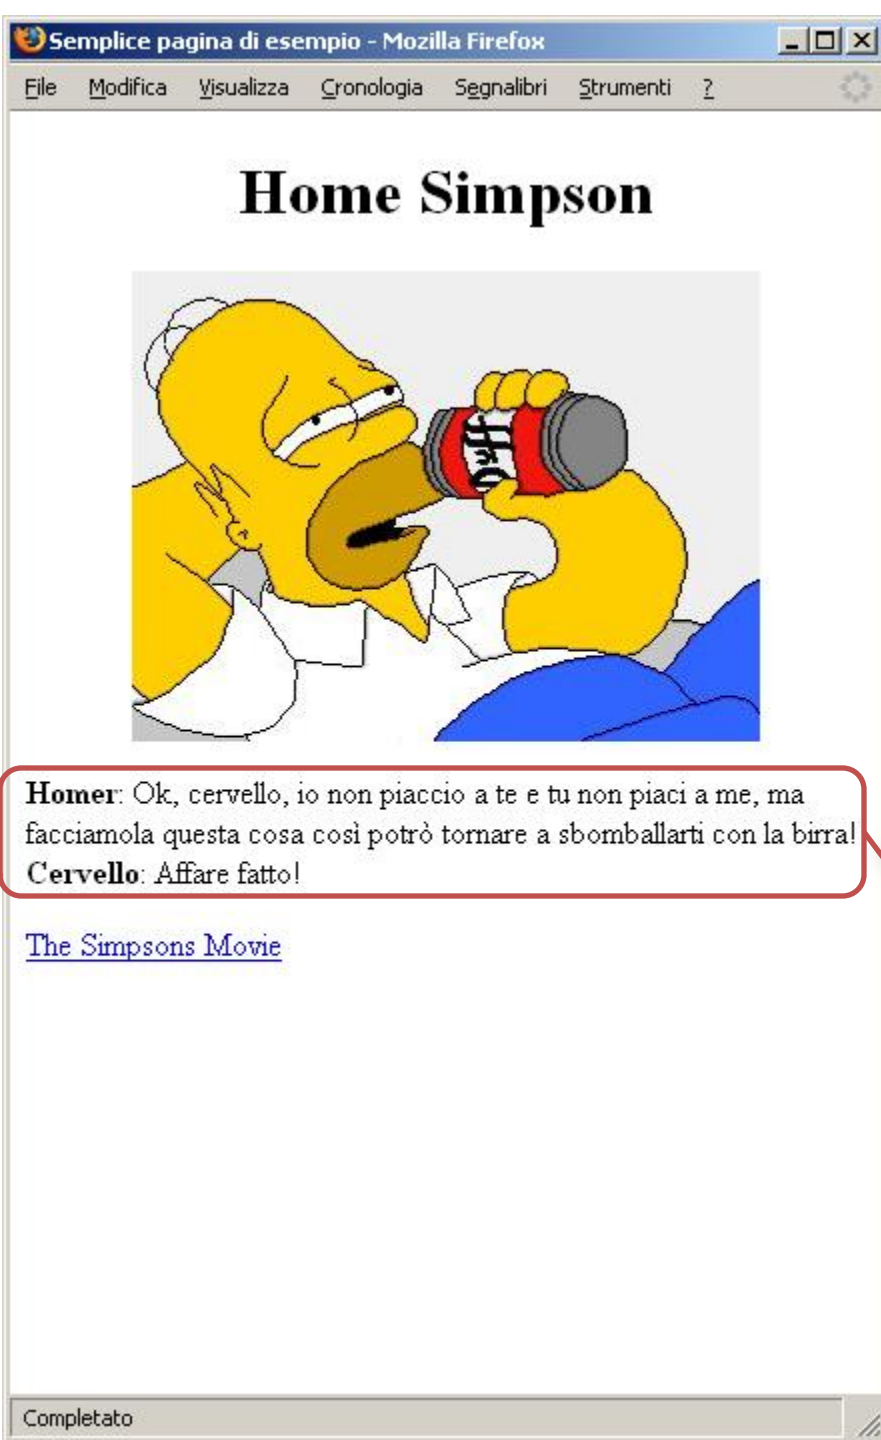 Semplice pagina di esempio - Mozilla Firefox
File Modifica Visualizza Cronologia Segnalibri Strumenti ?
Home Simpson
Duff
Homer: Ok, cervello, io non piaccio a te e tu non piaci a me, ma
facciamola questa cosa così potrò tornare a sbomballarti con la birra!
Cervello: Affare fatto!
The Simpsons Movie
Completato